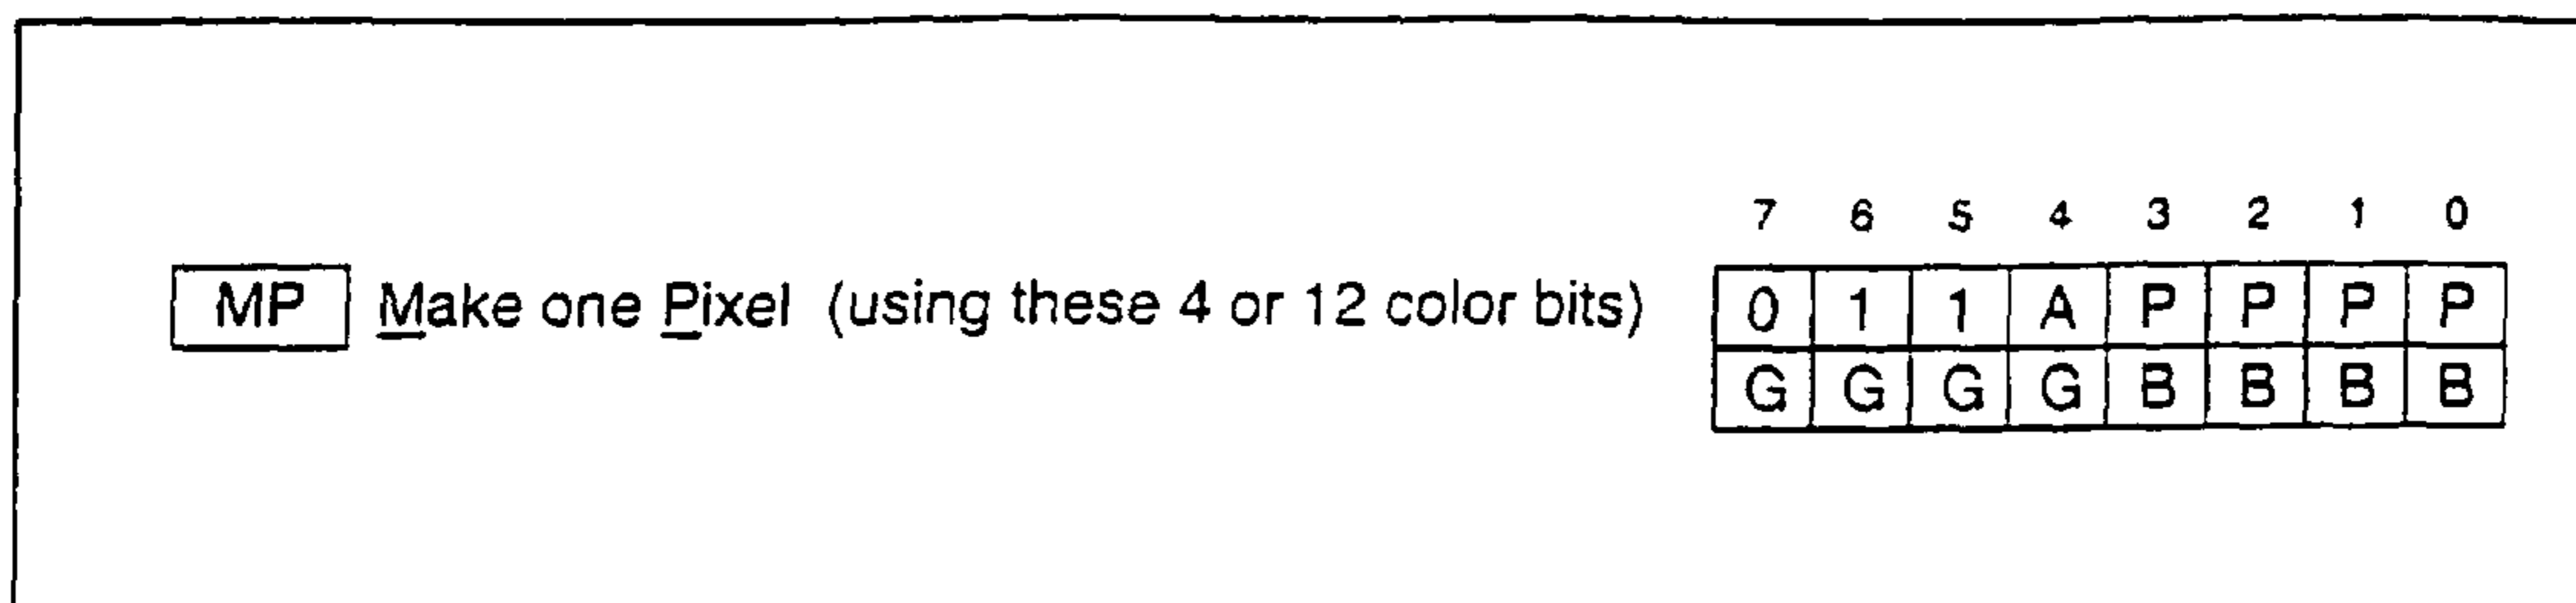 7 6 5 4 3 2 1 0
MP Make one Pixel (using these 4 or 12 color bits) 0 1 1 A P P P P
G G G G B B B B